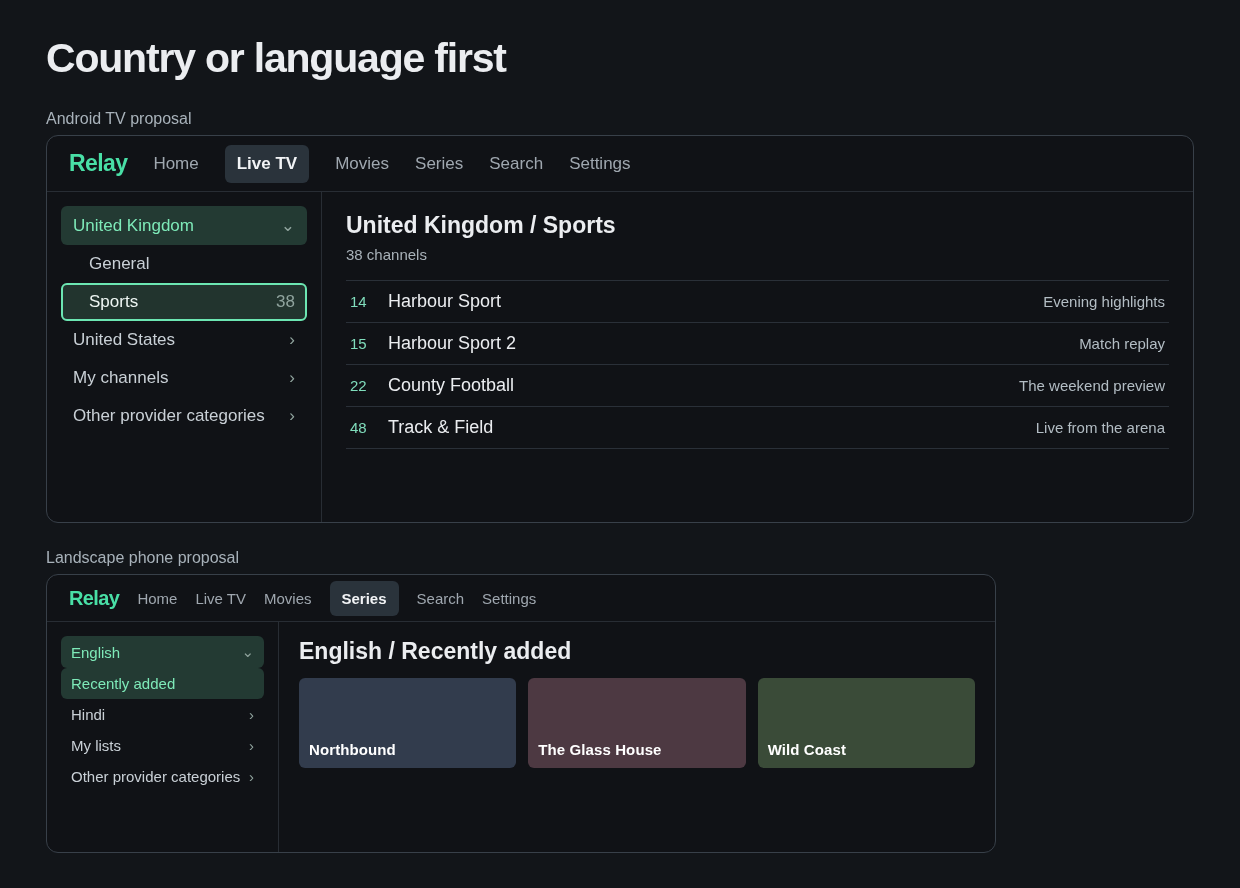 Country or language first
Android TV proposal
Relay Home Live TV Movies Series Search Settings
United Kingdom
General
Sports 38
United States
My channels
Other provider categories
United Kingdom / Sports
38 channels
14 Harbour Sport Evening highlights
15 Harbour Sport 2 Match replay
22 County Football The weekend preview
48 Track & Field Live from the arena
Landscape phone proposal
Relay Home Live TV Movies Series Search Settings
English
Recently added
Hindi
My lists
Other provider categories
English / Recently added
Northbound The Glass House Wild Coast